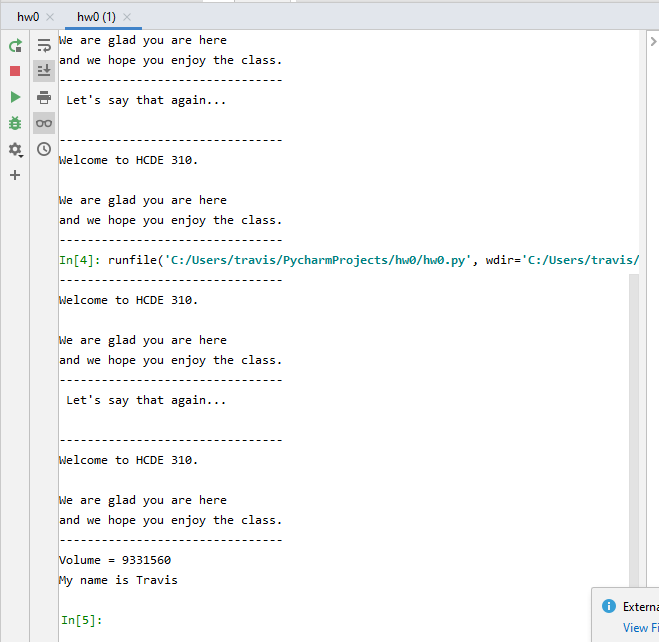 hw0 hw0 (1)
We are glad you are here
and we hope you enjoy the class.
------------------------------
Let's say that again...
------------------------------
Welcome to HCDE 310.
We are glad you are here
and we hope you enjoy the class.
------------------------------
In[4]: runfile('C:/Users/travis/PycharmProjects/hw0/hw0.py', wdir='C:/Users/travis/
------------------------------
Welcome to HCDE 310.
We are glad you are here
and we hope you enjoy the class.
------------------------------
Let's say that again...
------------------------------
Welcome to HCDE 310.
We are glad you are here
and we hope you enjoy the class.
------------------------------
Volume = 9331560
My name is Travis
In[5]:
Externa
View Fi